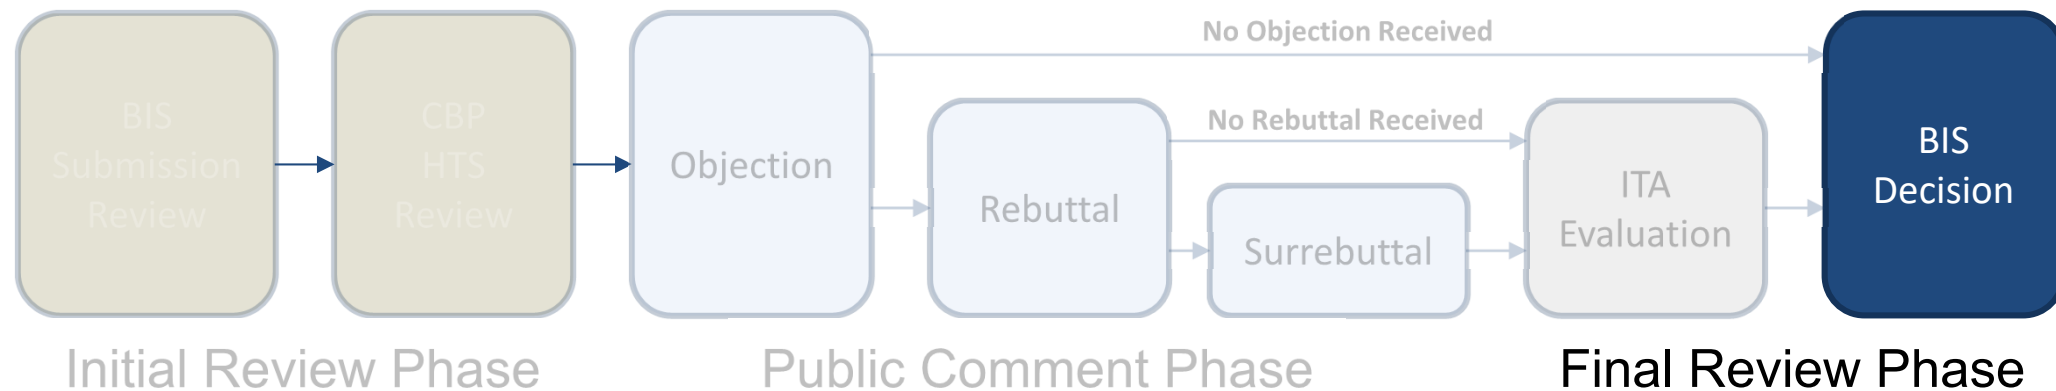 BIS
Submission
Review
CBP
HTS
Review
Objection
No Objection Received
Rebuttal
No Rebuttal Received
Surrebuttal
ITA
Evaluation
BIS
Decision
Initial Review Phase
Public Comment Phase
Final Review Phase